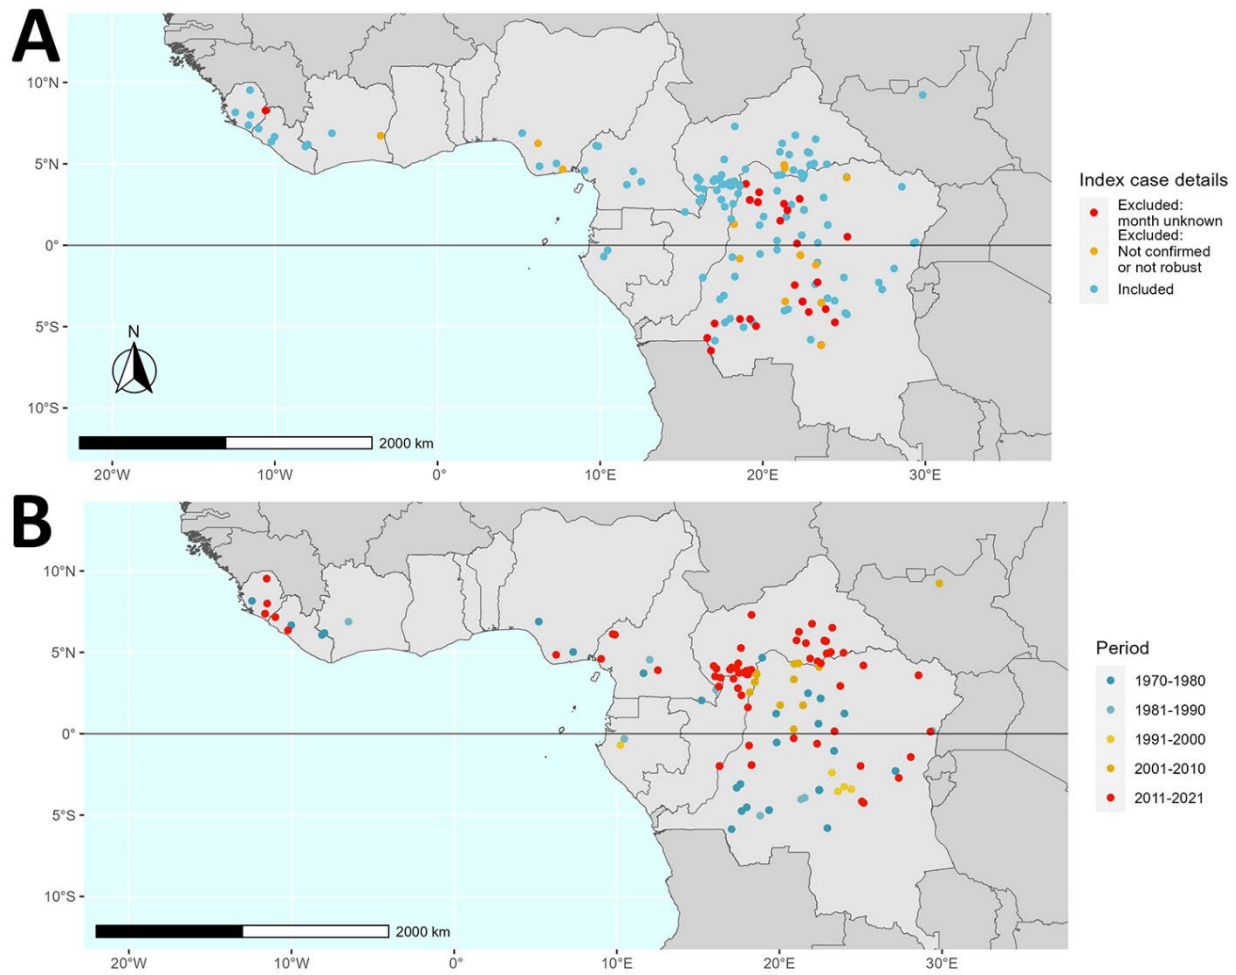 A
10°N
5°N
0°
5°S
10°S
N
2000 km
20°W
10°W
0°
10°E
20°E
30°E
Index case details
Excluded:
month unknown
Excluded:
Not confirmed
or not robust
Included
B
10°N
5°N
0°
5°S
10°S
2000 km
20°W
10°W
0°
10°E
20°E
30°E
Period
1970-1980
1981-1990
1991-2000
2001-2010
2011-2021